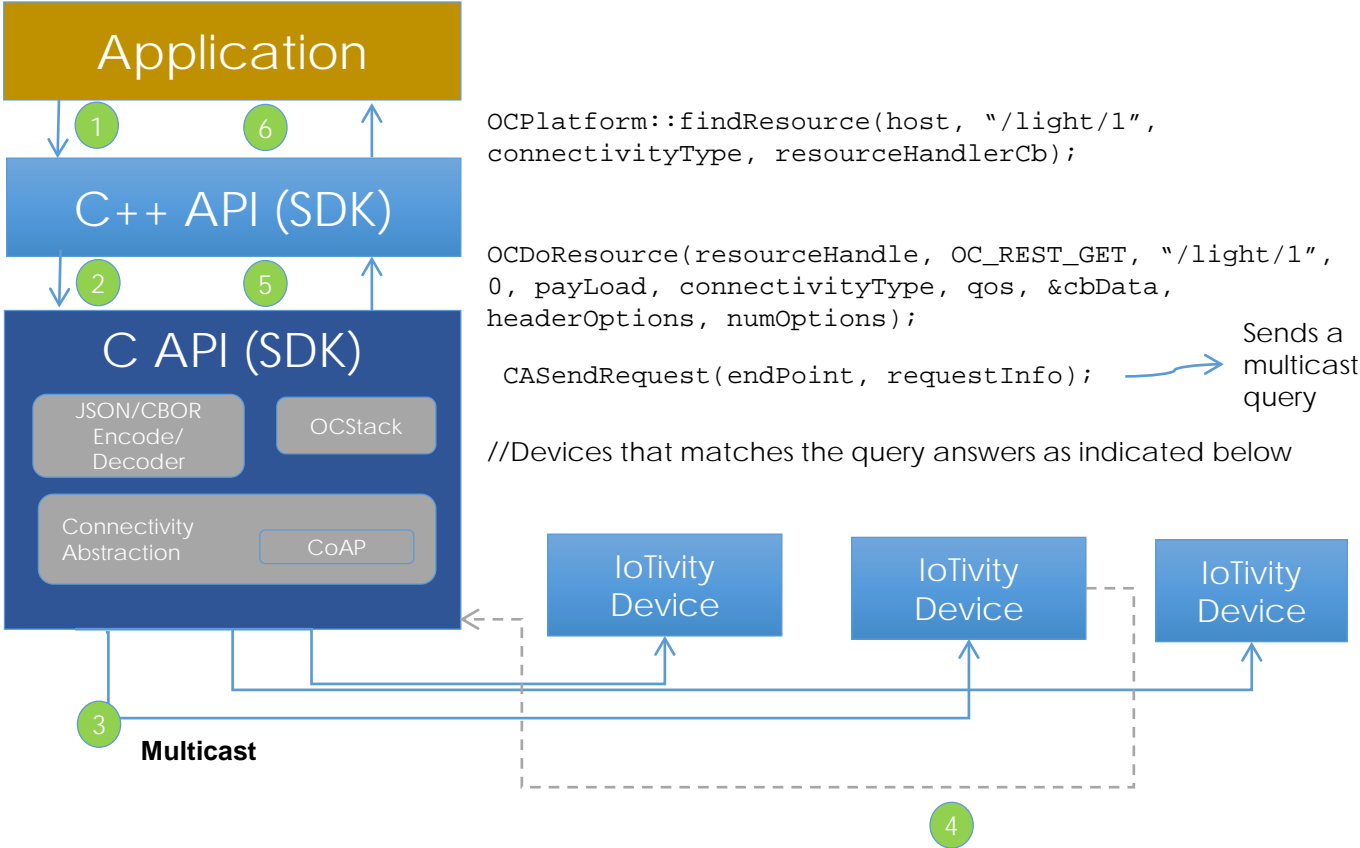 Application
1
6
OCPlatform::findResource(host, “/light/1”,
connectivityType, resourceHandlerCb);
C++ API (SDK)
2
5
OCDoResource(resourceHandle, OC_REST_GET, “/light/1”,
0, payLoad, connectivityType, qos, &cbData,
headerOptions, numOptions);
C API (SDK)
CASendRequest(endPoint, requestInfo);
Sends a
multicast
query
JSON/CBOR
Encode/
Decoder
OCStack
//Devices that matches the query answers as indicated below
Connectivity
Abstraction
CoAP
IoTivity
Device
IoTivity
Device
IoTivity
Device
3
Multicast
4